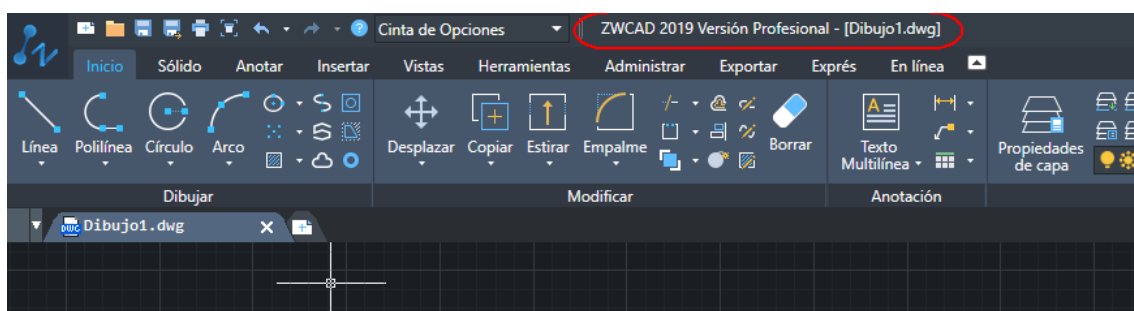 Cinta de Opciones ZWCAD 2019 Versión Profesional - [Dibujo1.dwg]
Inicio Sólido Anotar Insertar Vistas Herramientas Administrar Exportar Exprés En línea
Línea Polilínea Círculo Arco Desplazar Copiar Estirar Empalme Borrar Texto Multilínea Propiedades de capa
Dibujar Modificar Anotación
Dibujo1.dwg